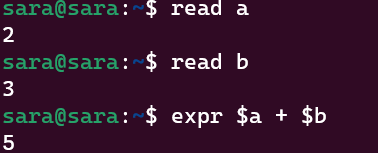 sara@sara:~$ read a
2
sara@sara:~$ read b
3
sara@sara:~$ expr $a + $b
5